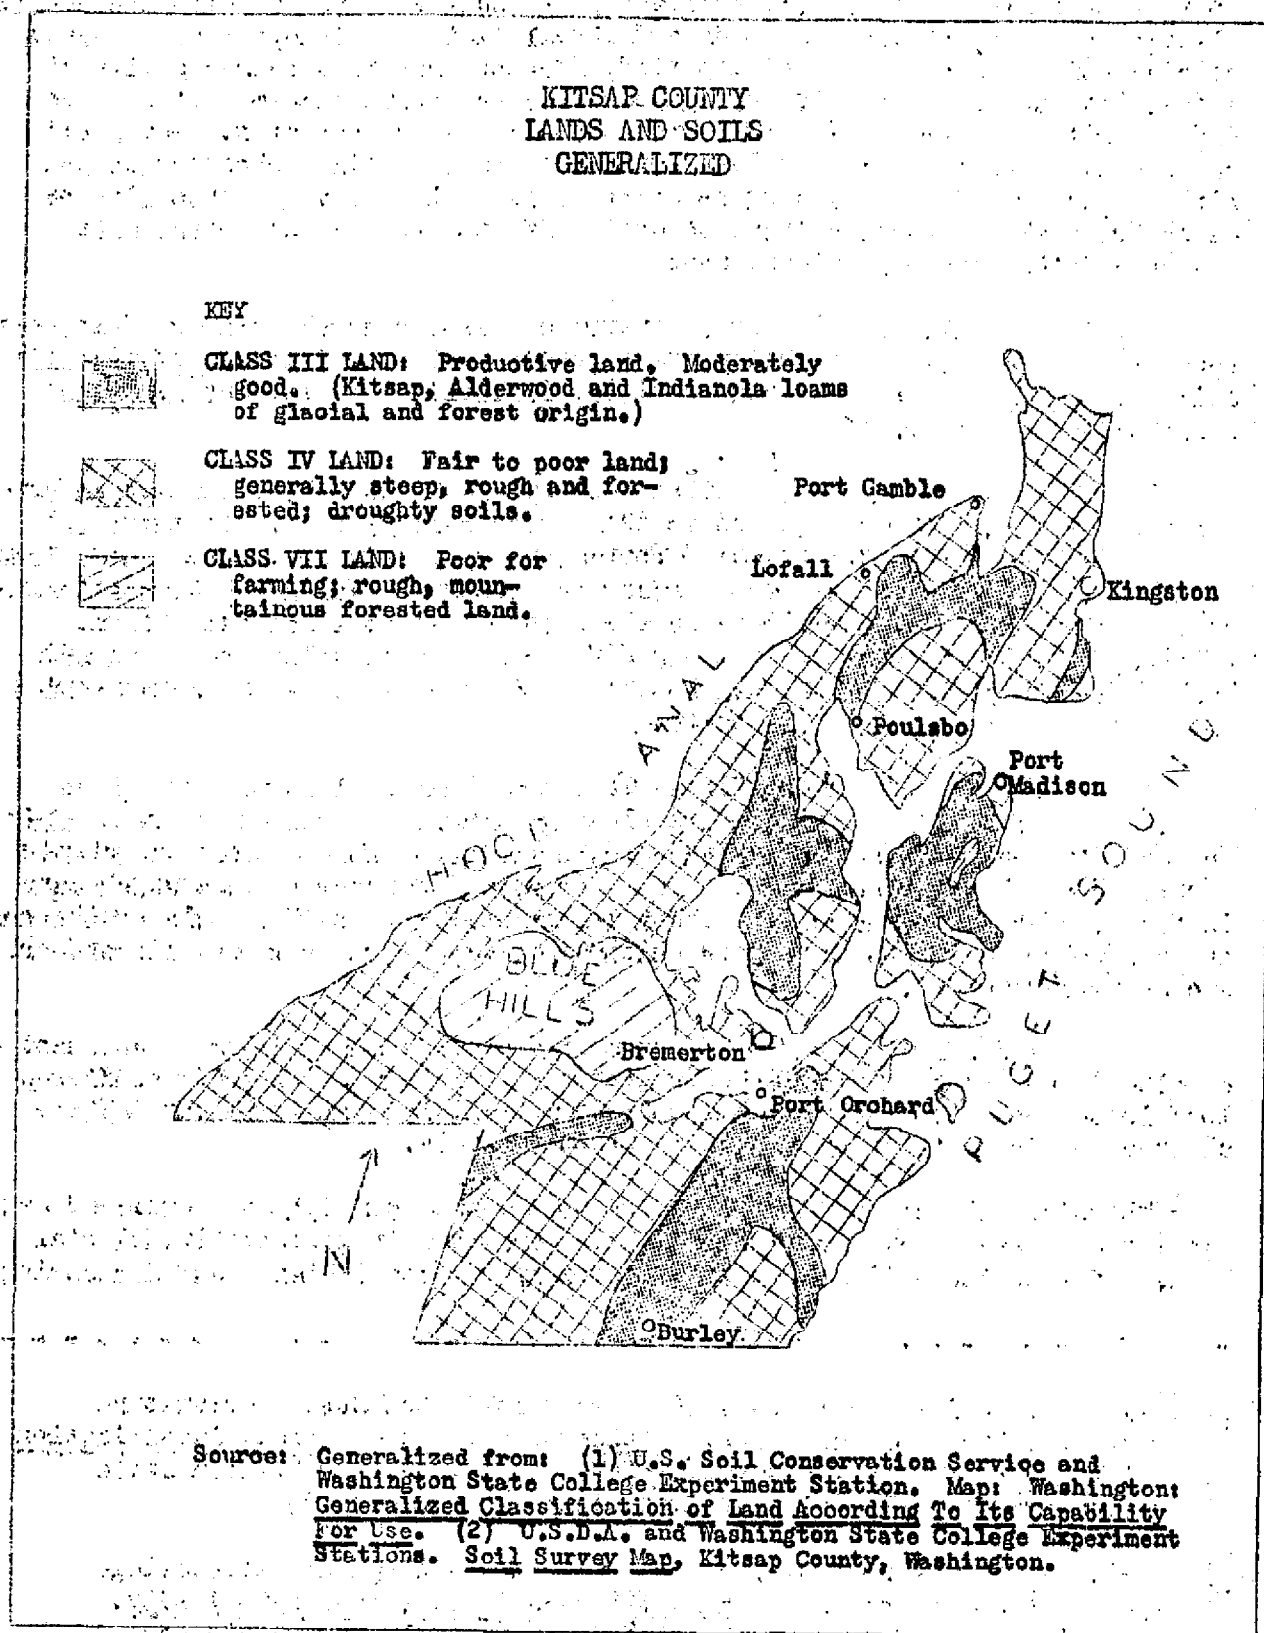 KITSAP COUNTY
LANDS AND SOILS
GENERALIZED
KEY
CLASS III LAND: Productive land. Moderately
good. (Kitsap, Alderwood and Indianola loams
of glacial and forest origin.)
CLASS IV LAND: Fair to poor land;
generally steep, rough and for-
ested; droughty soils.
CLASS VII LAND: Poor for
farming; rough, moun-
tainous forested land.
Port Gamble
Lofall
Kingston
HOOD CANAL
Poulsbo
Port
Madison
PUGET SOUND
BLUE
HILLS
Bremerton
Port Orchard
N
Burley
Source: Generalized from: (1) U.S. Soil Conservation Service and
Washington State College Experiment Station. Map: Washington:
Generalized Classification of Land According To Its Capability
For Use. (2) U.S.D.A. and Washington State College Experiment
Stations. Soil Survey Map, Kitsap County, Washington.